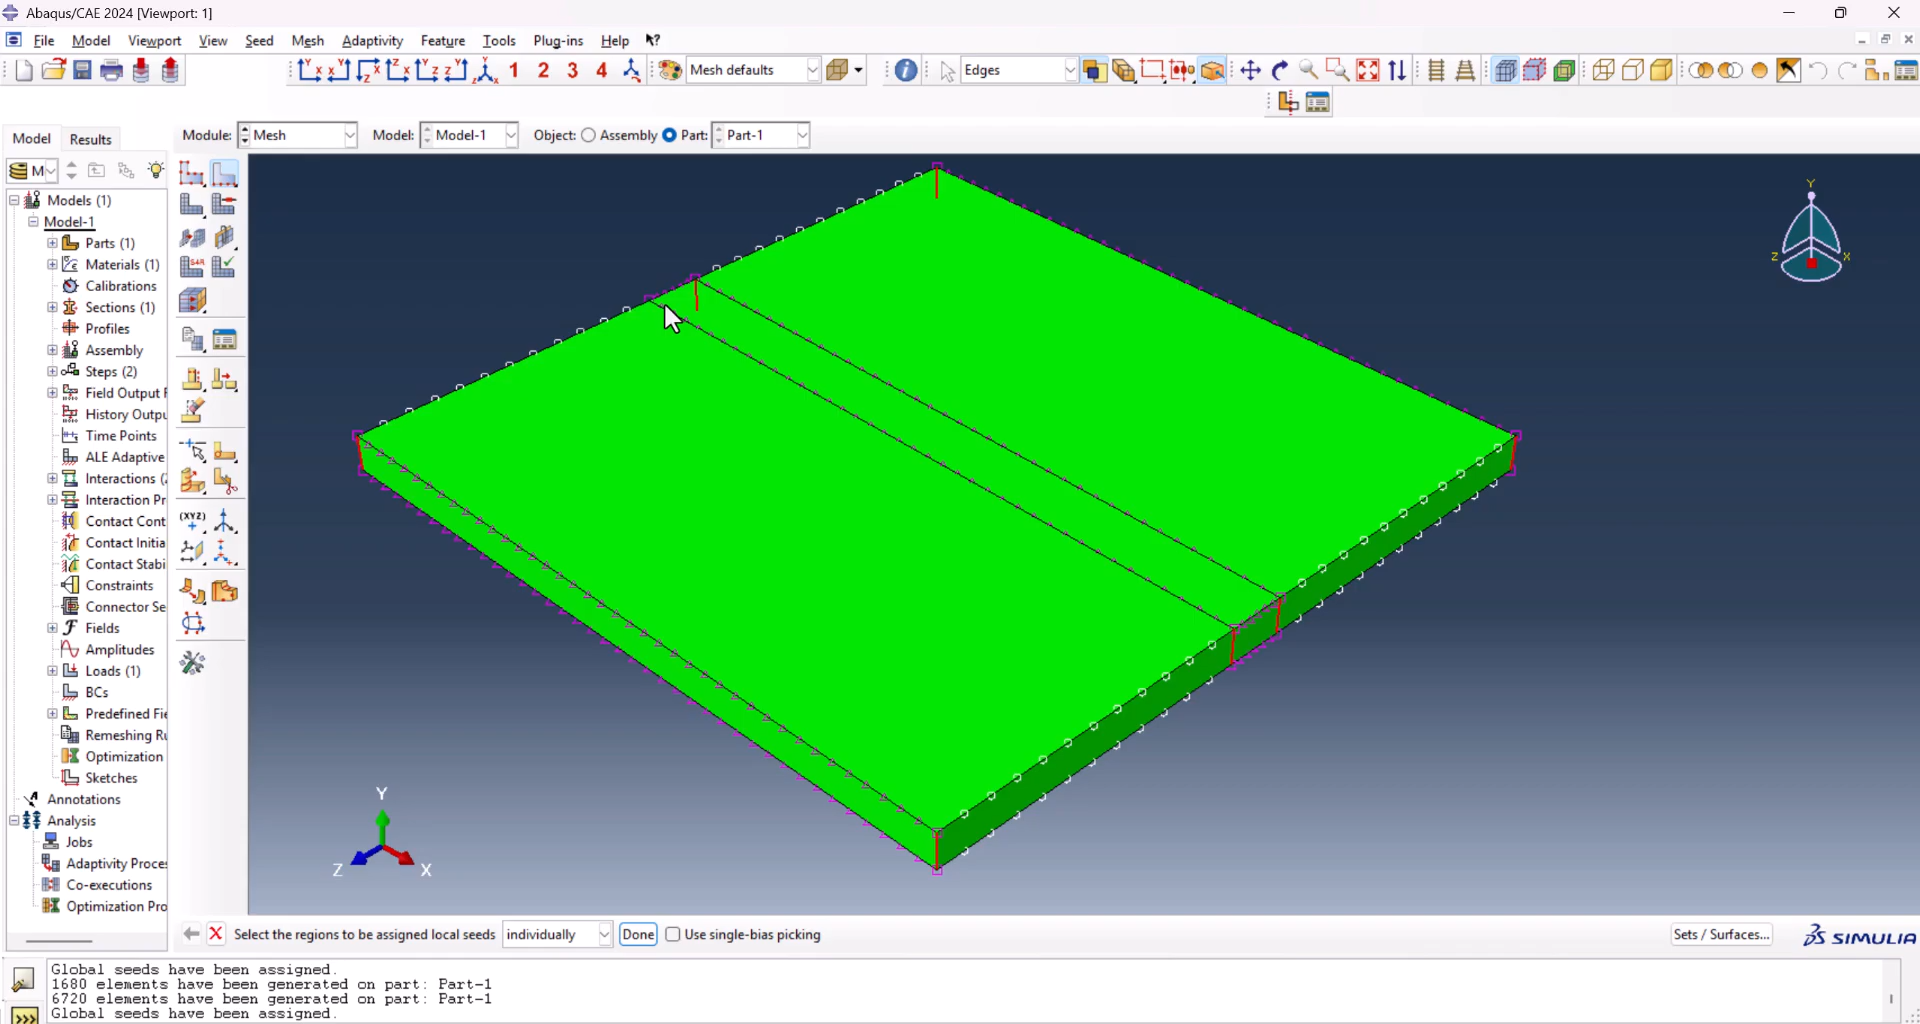 Abaqus/CAE 2024 [Viewport: 1]
File Model Viewport View Seed Mesh Adaptivity Feature Tools Plug-ins Help
1 2 3 4 Mesh defaults Edges
Model Results Module: Mesh Model: Model-1 Object: Assembly Part: Part-1
M
Models (1)
Model-1
Parts (1)
Materials (1)
Calibrations
Sections (1)
Profiles
Assembly
Steps (2)
Field Output
History Outpu
Time Points
ALE Adaptive
Interactions
Interaction Pr
Contact Cont
Contact Initia
Contact Stabi
Constraints
Connector Se
Fields
Amplitudes
Loads (1)
BCs
Predefined Fie
Remeshing Ru
Optimization
Sketches
Annotations
Analysis
Jobs
Adaptivity Proce
Co-executions
Optimization Pro
(XYZ)
Y
Z X
Y
Z X
Select the regions to be assigned local seeds individually Done Use single-bias picking Sets / Surfaces... SIMULIA
Global seeds have been assigned.
1680 elements have been generated on part: Part-1
6720 elements have been generated on part: Part-1
Global seeds have been assigned.
>>>